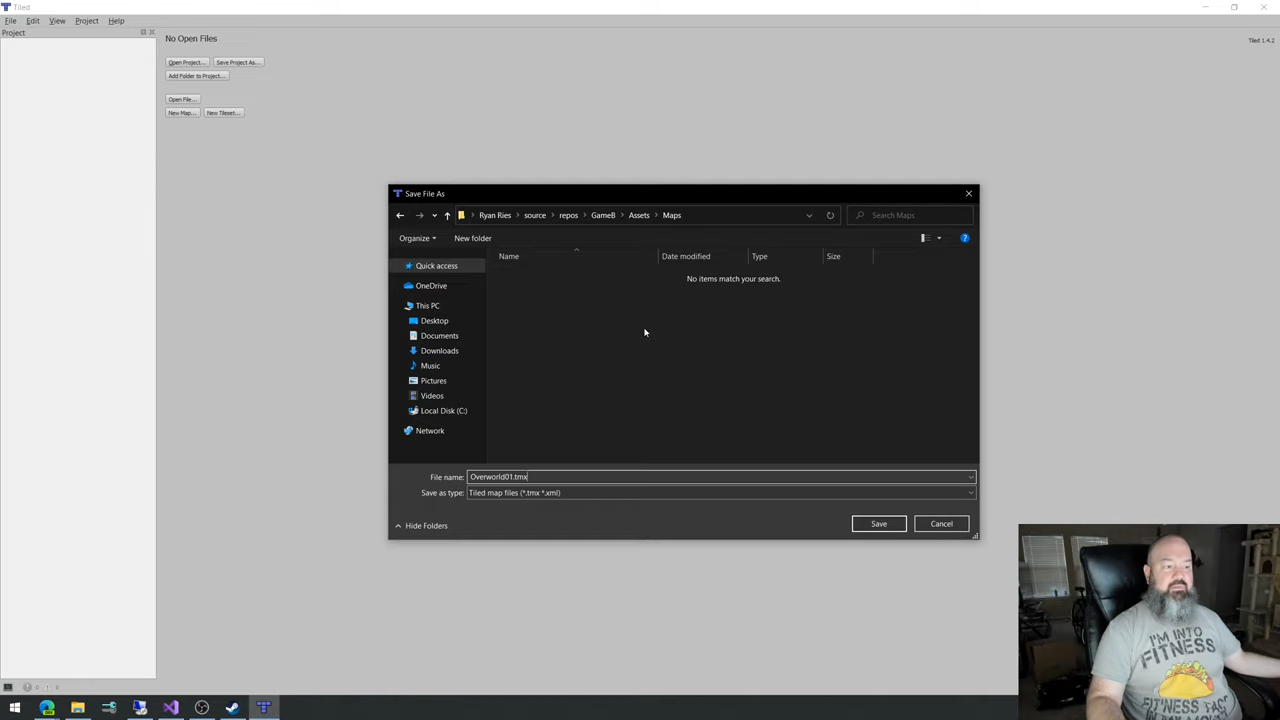 Tiled
File Edit View Project Help
Project
No Open Files
Tiled 1.4.2
Open Project... Save Project As...
Add Folder to Project...
Open File...
New Map... New Tileset...
Save File As
Ryan Ries source repos GameB Assets Maps
Search Maps
Organize New folder
Name Date modified Type Size
No items match your search.
Quick access
OneDrive
This PC
Desktop
Documents
Downloads
Music
Pictures
Videos
Local Disk (C:)
Network
File name: Overworld01.tmx
Save as type: Tiled map files (*.tmx *.xml)
Hide Folders
Save Cancel
I'M INTO
FITNESS
FIT'NESS TACO